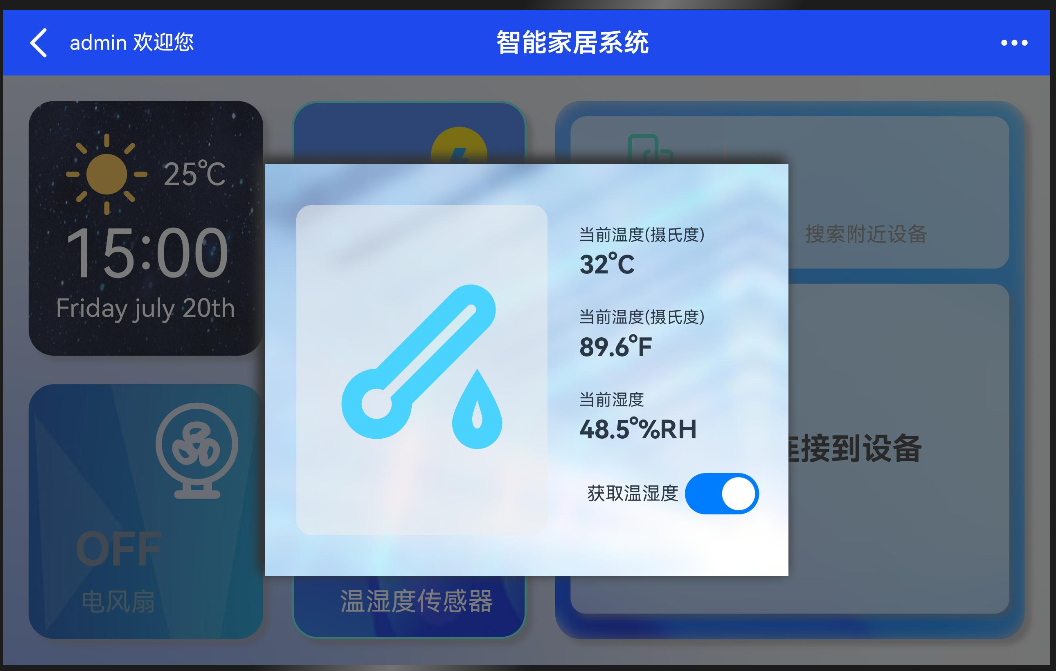 admin 欢迎您
智能家居系统
25℃
15:00
Friday july 20th
搜索附近设备
当前温度(摄氏度)
32℃
当前温度(摄氏度)
89.6°F
当前湿度
48.5°%RH
获取温湿度
连接到设备
OFF
电风扇
温湿度传感器